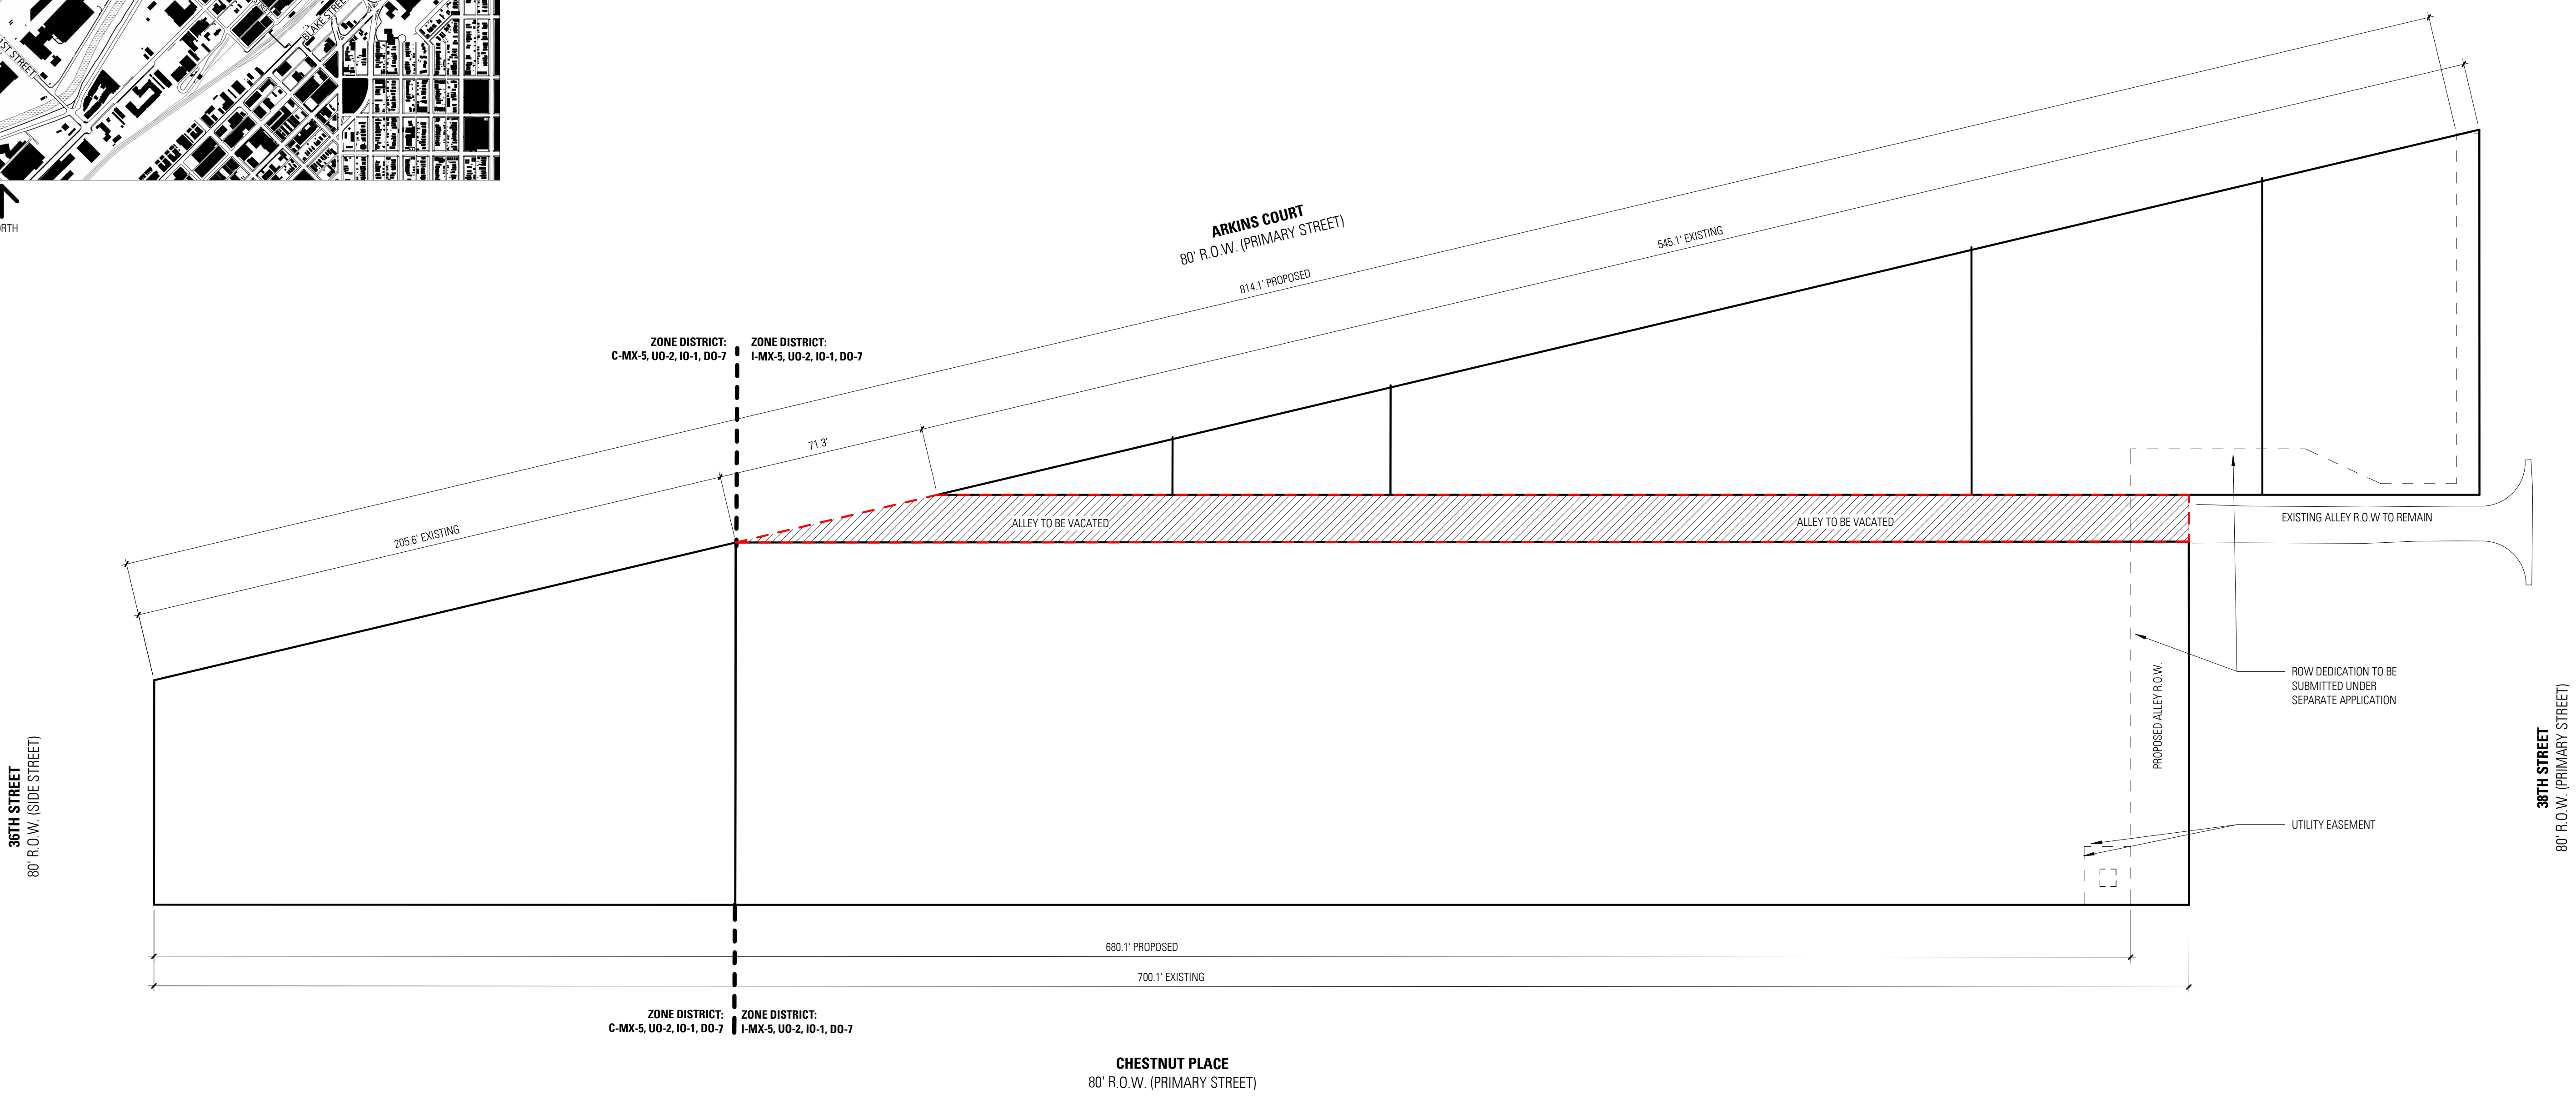 BLAKE STREET
1ST STREET
RTH
ARKINS COURT
80' R.O.W. (PRIMARY STREET)
545.1' EXISTING
814.1' PROPOSED
ZONE DISTRICT:
C-MX-5, UO-2, IO-1, DO-7
ZONE DISTRICT:
I-MX-5, UO-2, IO-1, DO-7
71.3'
205.6' EXISTING
ALLEY TO BE VACATED
ALLEY TO BE VACATED
EXISTING ALLEY R.O.W TO REMAIN
ROW DEDICATION TO BE
SUBMITTED UNDER
SEPARATE APPLICATION
PROPOSED ALLEY R.O.W.
UTILITY EASEMENT
36TH STREET
80' R.O.W. (SIDE STREET)
38TH STREET
80' R.O.W. (PRIMARY STREET)
680.1' PROPOSED
700.1' EXISTING
ZONE DISTRICT:
C-MX-5, UO-2, IO-1, DO-7
ZONE DISTRICT:
I-MX-5, UO-2, IO-1, DO-7
CHESTNUT PLACE
80' R.O.W. (PRIMARY STREET)